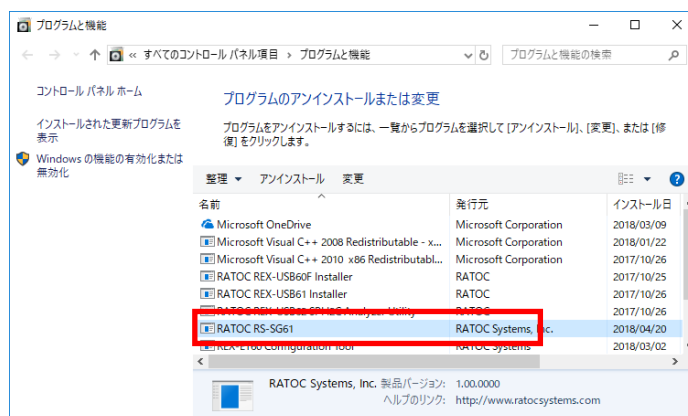 プログラムと機能
« すべてのコントロール パネル項目 › プログラムと機能
プログラムと機能の検索
コントロール パネル ホーム
インストールされた更新プログラムを
表示
Windows の機能の有効化または
無効化
プログラムのアンインストールまたは変更
プログラムをアンインストールするには、一覧からプログラムを選択して [アンインストール]、[変更]、または [修
復] をクリックします。
整理 アンインストール 変更
名前 発行元 インストール日
Microsoft OneDrive Microsoft Corporation 2018/03/09
Microsoft Visual C++ 2008 Redistributable - x... Microsoft Corporation 2018/01/22
Microsoft Visual C++ 2010 x86 Redistributabl... Microsoft Corporation 2017/10/26
RATOC REX-USB60F Installer RATOC 2017/10/25
RATOC REX-USB61 Installer RATOC 2017/10/26
RATOC Utility RATOC 2017/10/26
RATOC RS-SG61 RATOC Systems, Inc. 2018/04/20
REX-E160 Configuration Tool RATOC Systems 2018/03/02
RATOC Systems, Inc. 製品バージョン: 1.00.0000
ヘルプのリンク: http://www.ratocsystems.com